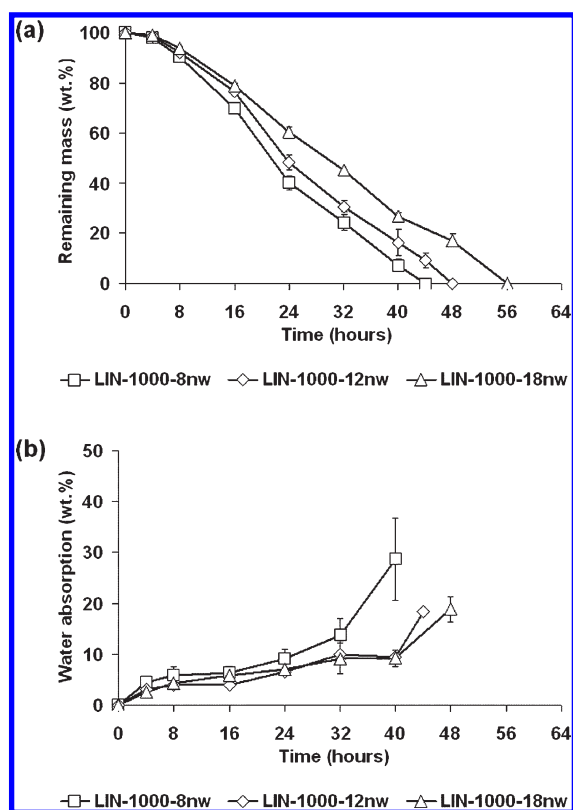 (a)
100
80
60
40
20
0
Remaining mass (wt.%)
0 8 16 24 32 40 48 56 64
Time (hours)
LIN-1000-8nw LIN-1000-12nw LIN-1000-18nw
(b)
50
40
30
20
10
0
Water absorption (wt.%)
0 8 16 24 32 40 48 56 64
Time (hours)
LIN-1000-8nw LIN-1000-12nw LIN-1000-18nw